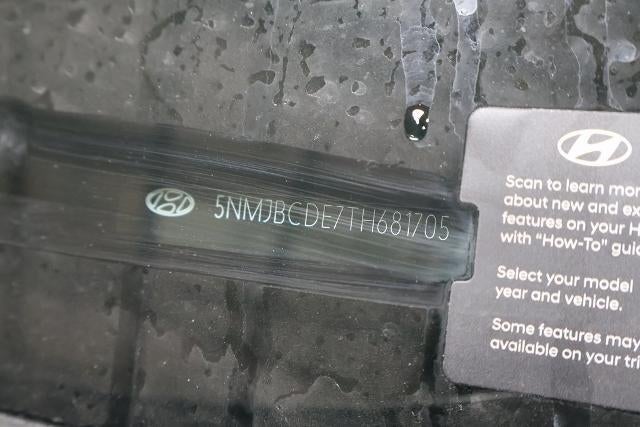 5NMJBCDE7TH681705
Scan to learn mor
about new and ex
features on your H
with "How-To" guid
Select your model
year and vehicle.
Some features may
available on your tri